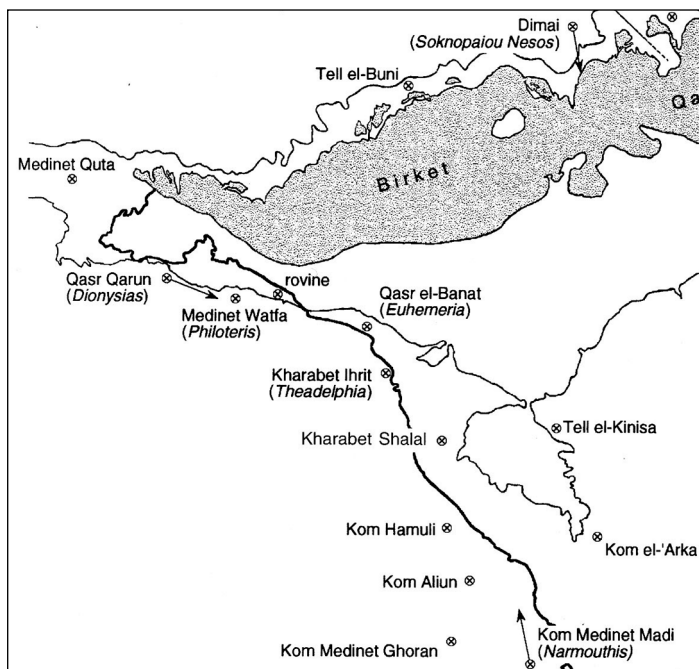 Dimai
(Soknopaiou Nesos)
Tell el-Buni
Qa
Birket
Medinet Quta
Qasr Qarun
(Dionysias)
rovine
Medinet Watfa
(Philoteris)
Qasr el-Banat
(Euhemeria)
Kharabet Ihrit
(Theadelphia)
Kharabet Shalal
Tell el-Kinisa
Kom Hamuli
Kom el-'Arka
Kom Aliun
Kom Medinet Ghoran
Kom Medinet Madi
(Narmouthis)